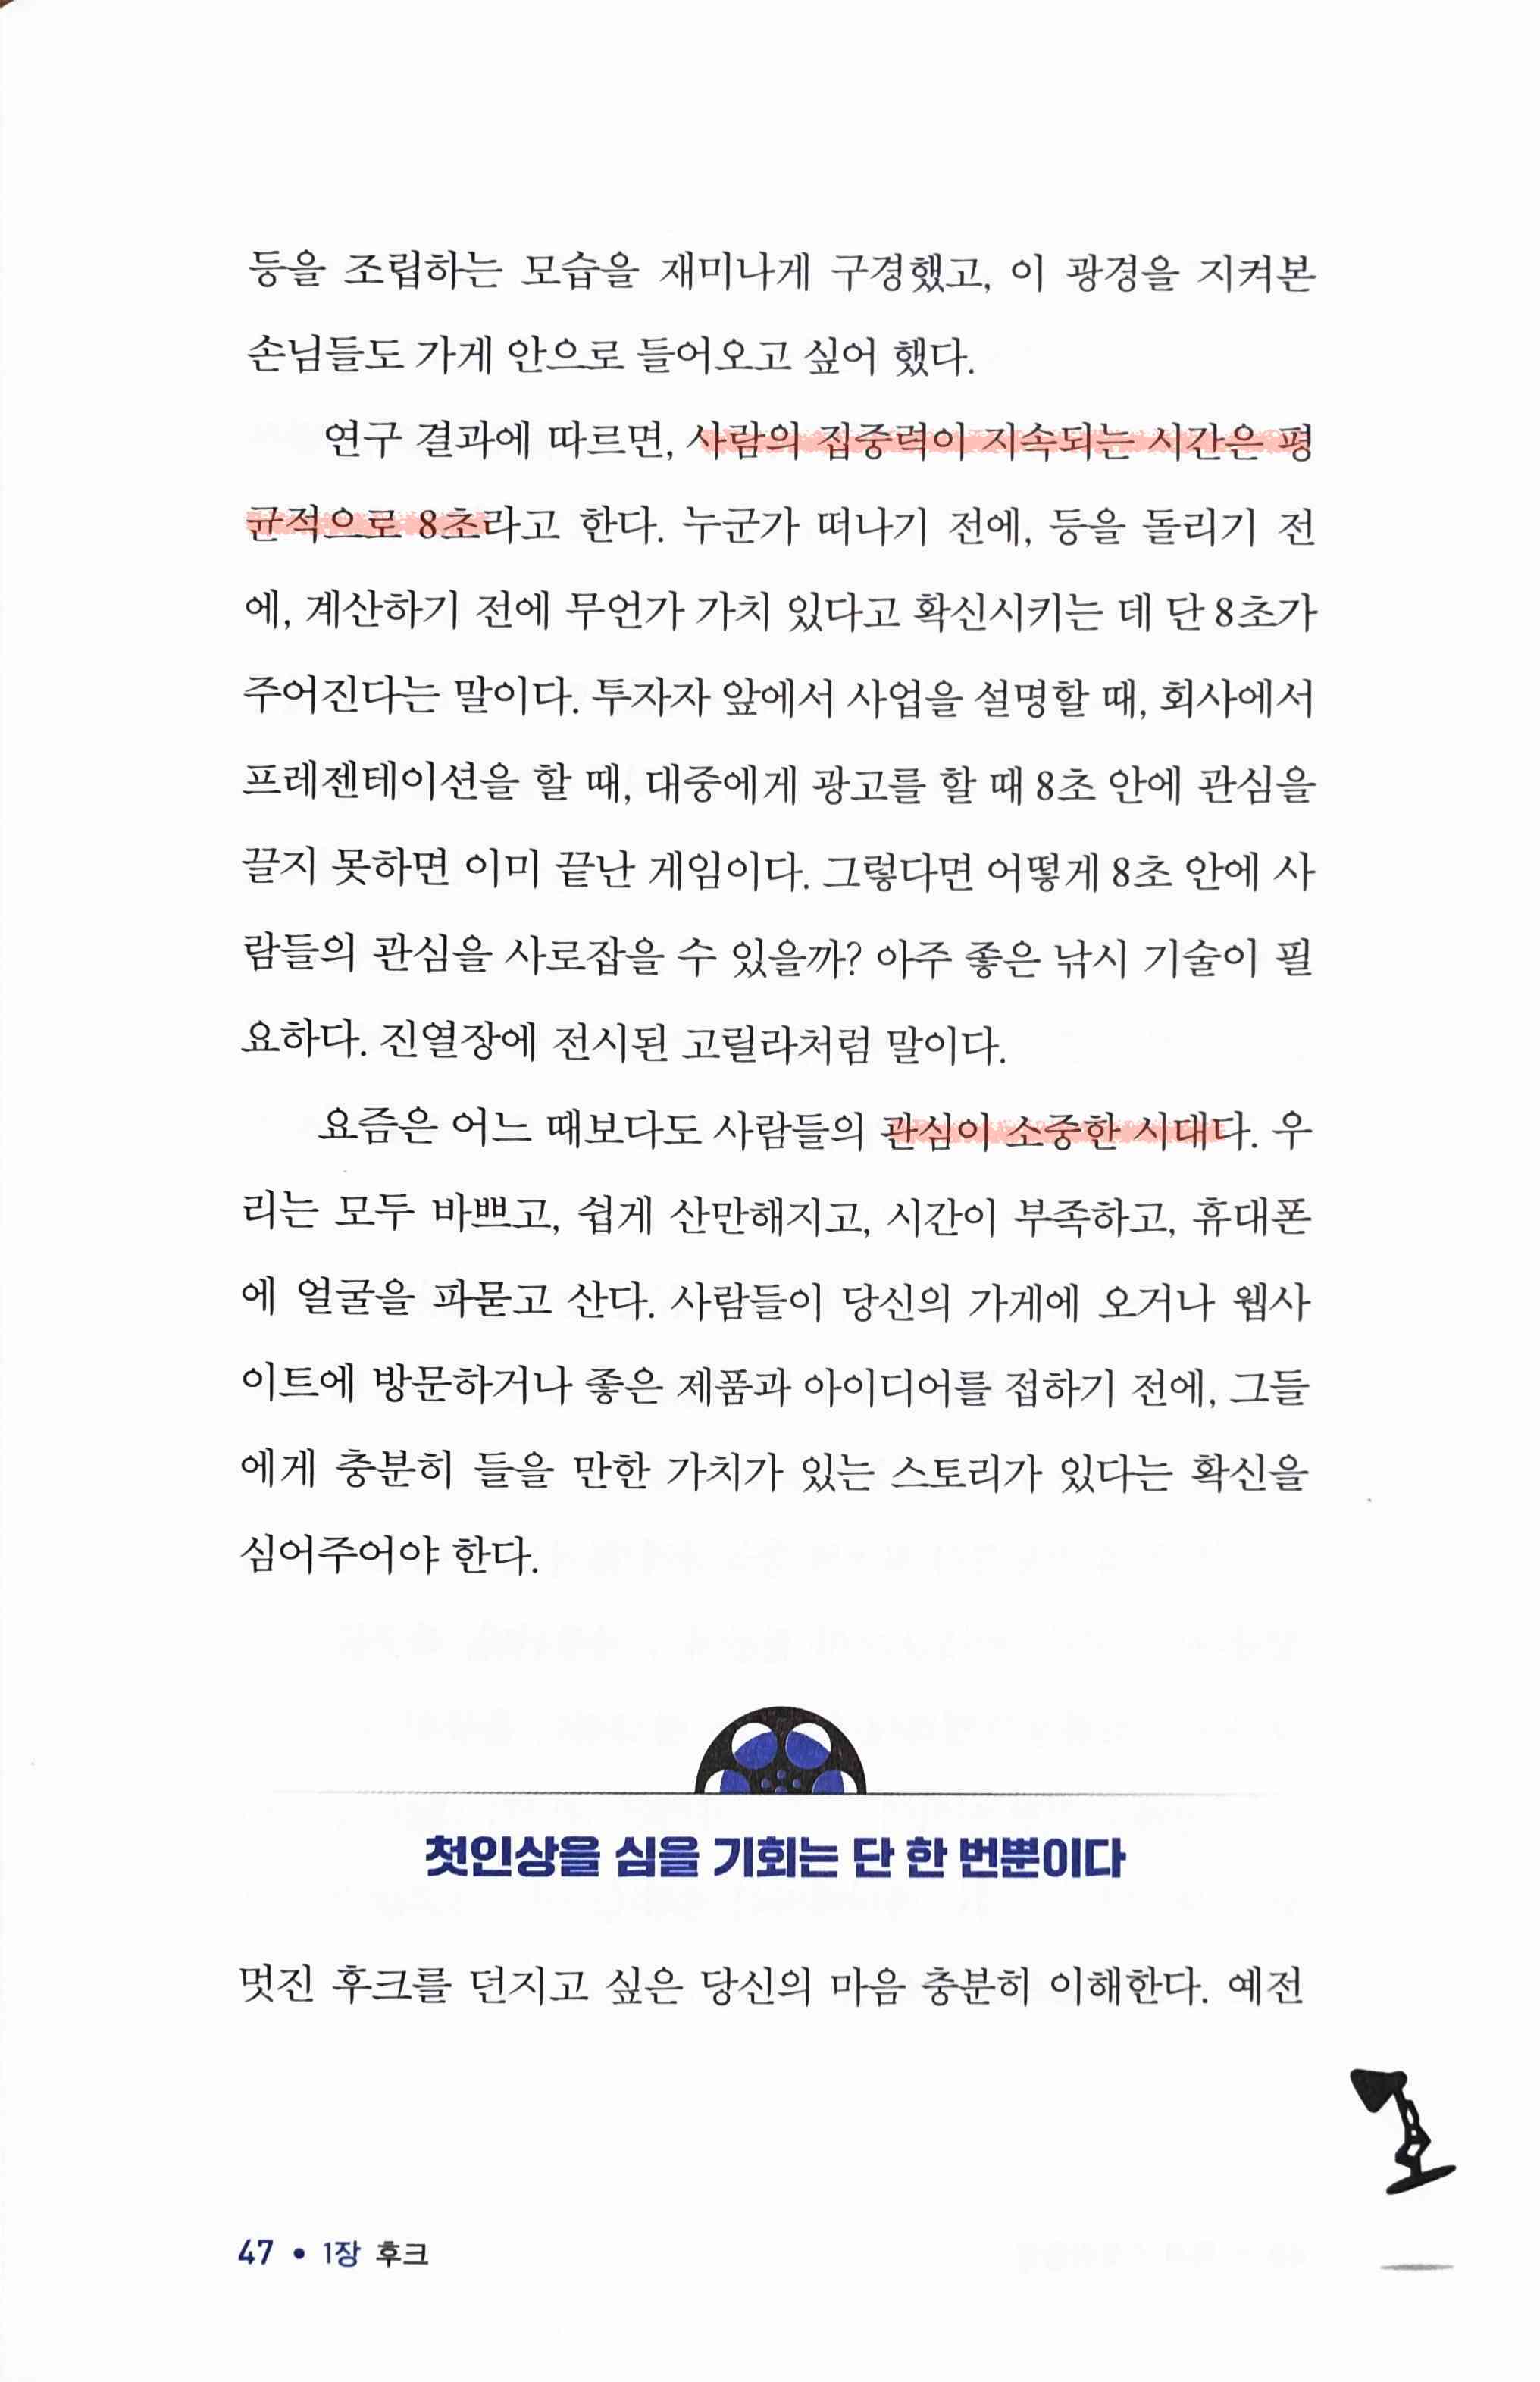 등을 조립하는 모습을 재미나게 구경했고, 이 광경을 지켜본
손님들도 가게 안으로 들어오고 싶어 했다.
연구 결과에 따르면, 사람의 집중력이 지속되는 시간은 평
균적으로 8초라고 한다. 누군가 떠나기 전에, 등을 돌리기 전
에, 계산하기 전에 무언가 가치 있다고 확신시키는 데 단 8초가
주어진다는 말이다. 투자자 앞에서 사업을 설명할 때, 회사에서
프레젠테이션을 할 때, 대중에게 광고를 할 때 8초 안에 관심을
끌지 못하면 이미 끝난 게임이다. 그렇다면 어떻게 8초 안에 사
람들의 관심을 사로잡을 수 있을까? 아주 좋은 낚시 기술이 필
요하다. 진열장에 전시된 고릴라처럼 말이다.
요즘은 어느 때보다도 사람들의 관심이 소중한 시대다. 우
리는 모두 바쁘고, 쉽게 산만해지고, 시간이 부족하고, 휴대폰
에 얼굴을 파묻고 산다. 사람들이 당신의 가게에 오거나 웹사
이트에 방문하거나 좋은 제품과 아이디어를 접하기 전에, 그들
에게 충분히 들을 만한 가치가 있는 스토리가 있다는 확신을
심어주어야 한다.
첫인상을 심을 기회는 단 한 번뿐이다
멋진 후크를 던지고 싶은 당신의 마음 충분히 이해한다. 예전
47 • 1장 후크